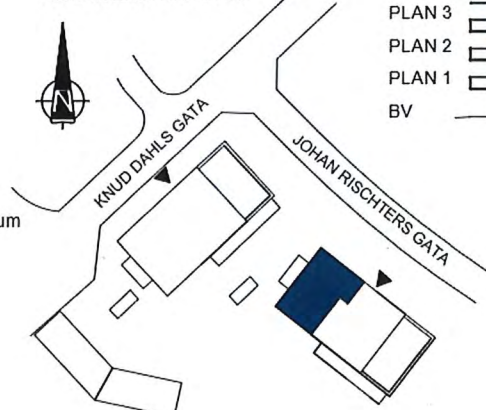 PLAN 3
PLAN 2
PLAN 1
BV
N
KNUD DAHLS GATA
JOHAN RISCHTERS GATA
um